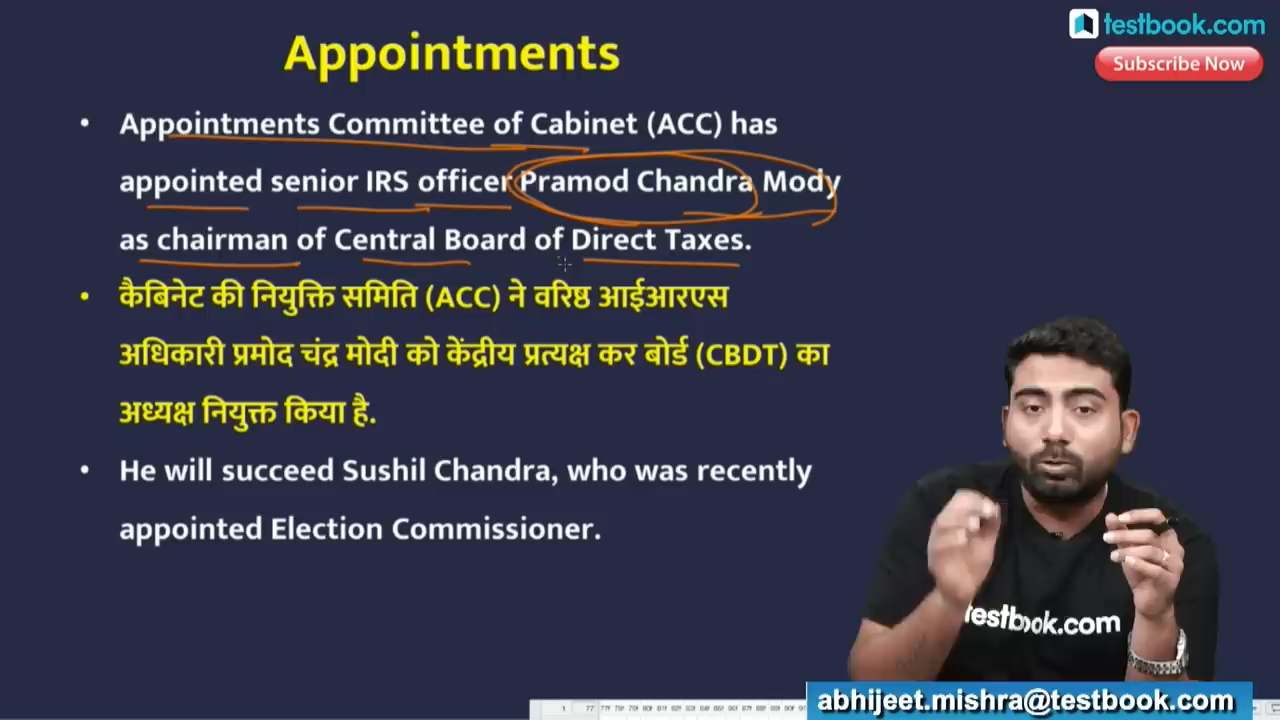 testbook.com
Subscribe Now
Appointments
• Appointments Committee of Cabinet (ACC) has
appointed senior IRS officer Pramod Chandra Mody
as chairman of Central Board of Direct Taxes.
• कैबिनेट की नियुक्ति समिति (ACC) ने वरिष्ठ आईआरएस
अधिकारी प्रमोद चंद्र मोदी को केंद्रीय प्रत्यक्ष कर बोर्ड (CBDT) का
अध्यक्ष नियुक्त किया है.
• He will succeed Sushil Chandra, who was recently
appointed Election Commissioner.
testbook.com
abhijeet.mishra@testbook.com